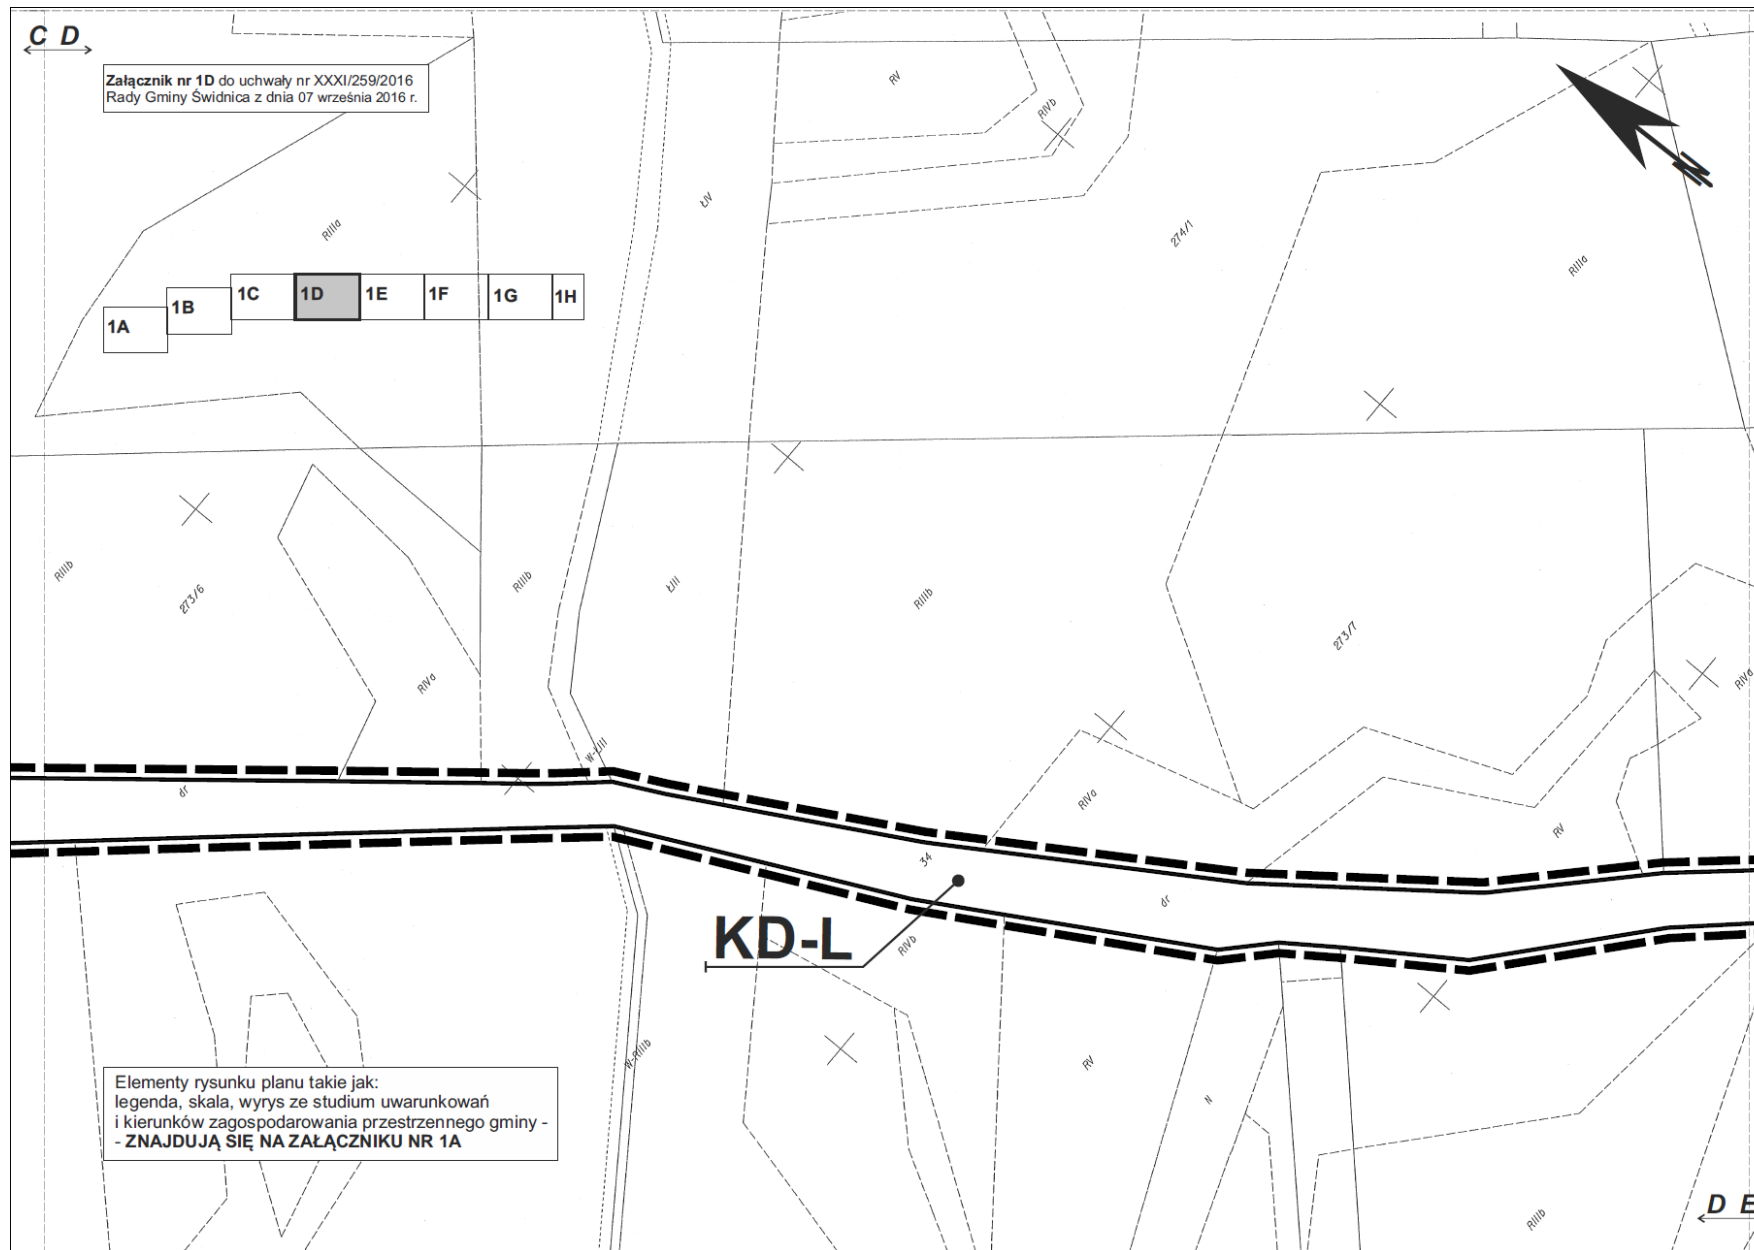 C D
Załącznik nr 1D do uchwały nr XXXI/259/2016
Rady Gminy Świdnica z dnia 07 września 2016 r.
RV
RIVb
N
ŁIV
RIIIa
274/1
RIIIa
1A
1B
1C
1D
1E
1F
1G
1H
RIIIb
273/6
RIIIb
ŁIII
RIIIb
273/7
RIVa
RIVa
W-ŁIII
dr
RIVa
RV
34
dr
KD-L
RIVb
W-RIIIb
RV
N
Elementy rysunku planu takie jak:
legenda, skala, wyrys ze studium uwarunkowań
i kierunków zagospodarowania przestrzennego gminy -
- ZNAJDUJĄ SIĘ NA ZAŁĄCZNIKU NR 1A
RIIIb
D E